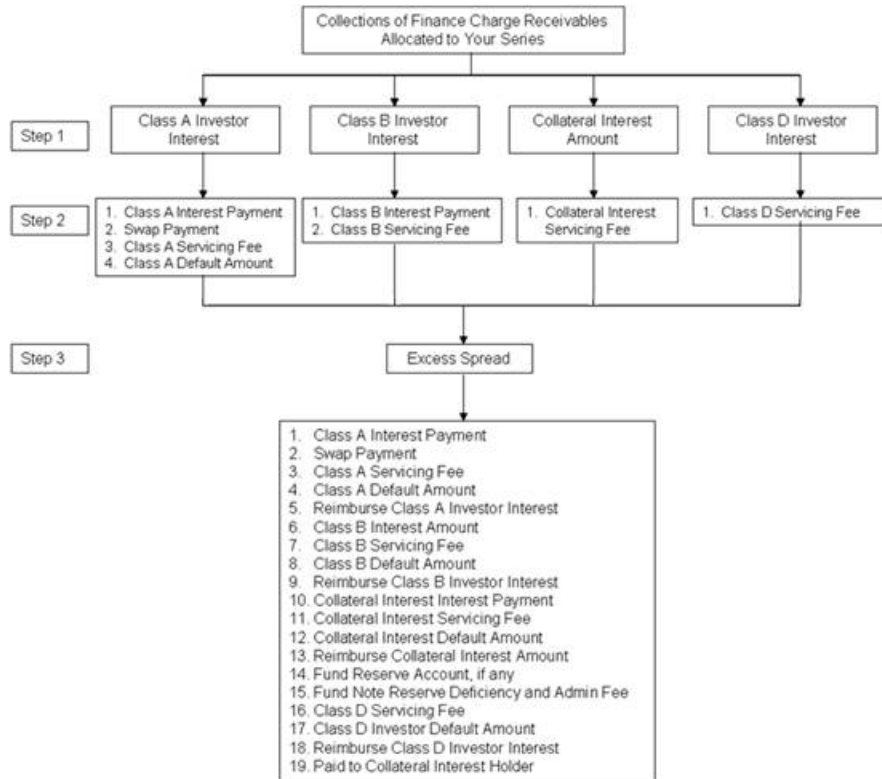 Collections of Finance Charge Receivables
Allocated to Your Series
Step 1
Class A Investor
Interest
Class B Investor
Interest
Collateral Interest
Amount
Class D Investor
Interest
Step 2
1. Class A Interest Payment
2. Swap Payment
3. Class A Servicing Fee
4. Class A Default Amount
1. Class B Interest Payment
2. Class B Servicing Fee
1. Collateral Interest
Servicing Fee
1. Class D Servicing Fee
Step 3
Excess Spread
1. Class A Interest Payment
2. Swap Payment
3. Class A Servicing Fee
4. Class A Default Amount
5. Reimburse Class A Investor Interest
6. Class B Interest Amount
7. Class B Servicing Fee
8. Class B Default Amount
9. Reimburse Class B Investor Interest
10. Collateral Interest Interest Payment
11. Collateral Interest Servicing Fee
12. Collateral Interest Default Amount
13. Reimburse Collateral Interest Amount
14. Fund Reserve Account, if any
15. Fund Note Reserve Deficiency and Admin Fee
16. Class D Servicing Fee
17. Class D Investor Default Amount
18. Reimburse Class D Investor Interest
19. Paid to Collateral Interest Holder